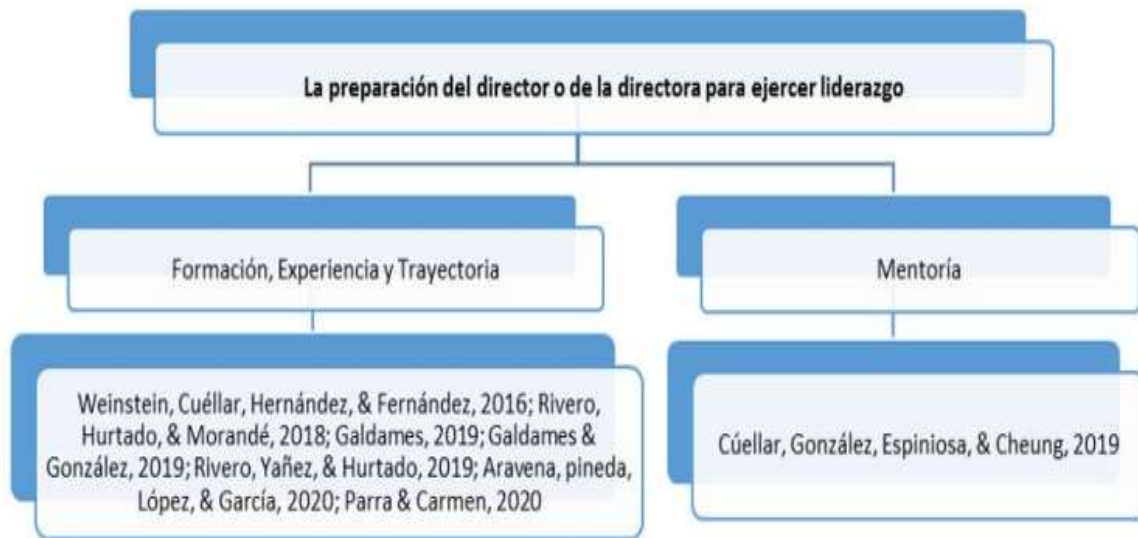 La preparación del director o de la directora para ejercer liderazgo
Formación, Experiencia y Trayectoria
Mentoría
Weinstein, Cuéllar, Hernández, & Fernández, 2016; Rivero,
Hurtado, & Morandé, 2018; Galdames, 2019; Galdames &
González, 2019; Rivero, Yañez, & Hurtado, 2019; Aravena, pineda,
López, & García, 2020; Parra & Carmen, 2020
Cúellar, González, Espiniosa, & Cheung, 2019